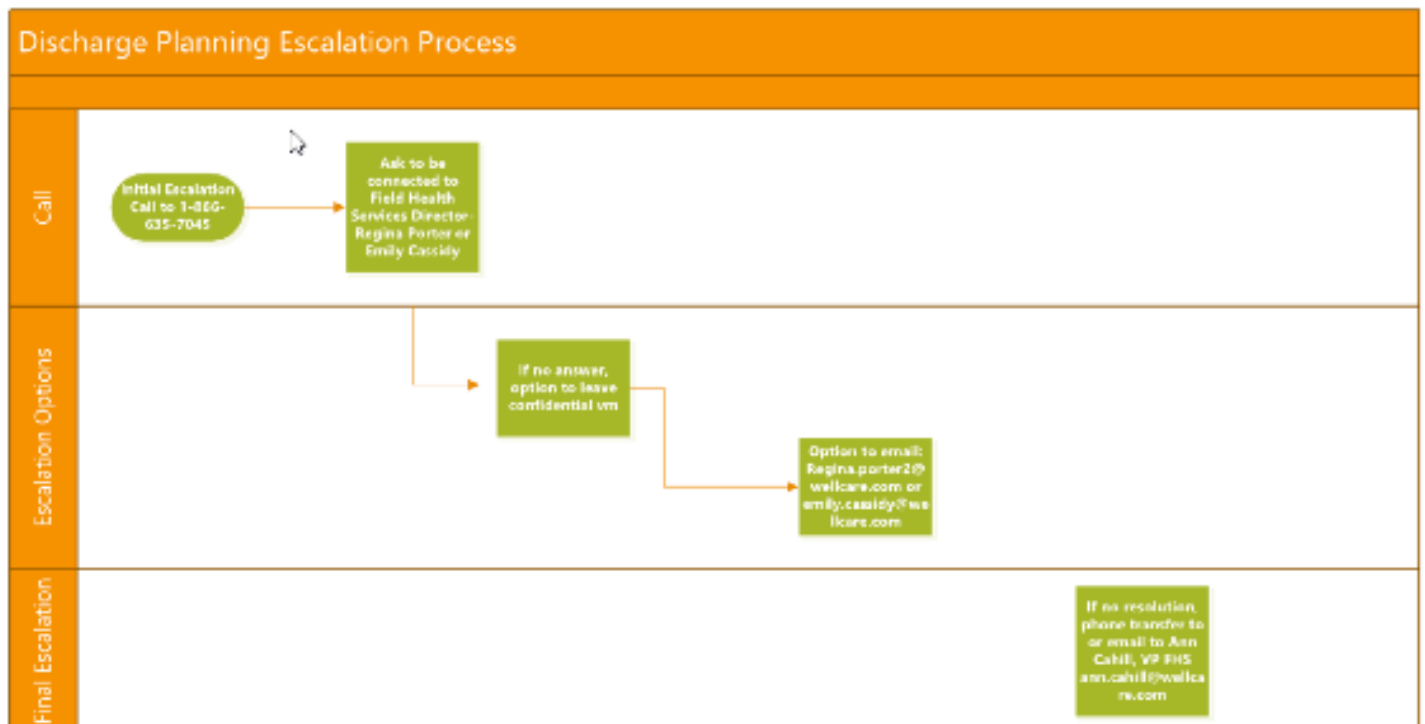 Discharge Planning Escalation Process
Call
Initial Escalation
Call to 1-866-
635-7045
Ask to be
connected to
Field Health
Services Director-
Regina Porter or
Emily Cassidy
Escalation Options
If no answer,
option to leave
confidential vm
Option to email:
Regina.porter2@
wellcare.com or
emily.cassidy@we
llcare.com
Final Escalation
If no resolution,
phone transfer to
or email to Ann
Cahill, VP FHS
ann.cahill@wellca
re.com